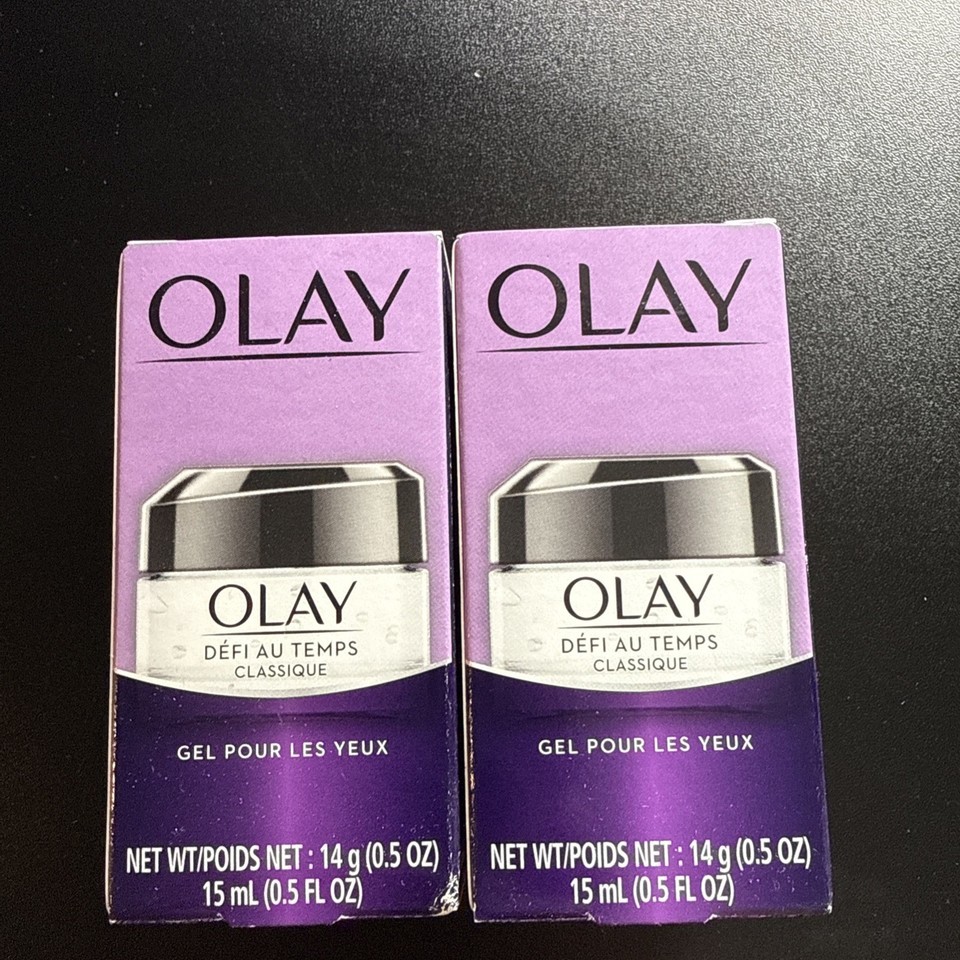 OLAY
OLAY
DÉFI AU TEMPS
CLASSIQUE
GEL POUR LES YEUX
NET WT/POIDS NET : 14 g (0.5 OZ)
15 mL (0.5 FL OZ)
OLAY
OLAY
DÉFI AU TEMPS
CLASSIQUE
GEL POUR LES YEUX
NET WT/POIDS NET : 14 g (0.5 OZ)
15 mL (0.5 FL OZ)